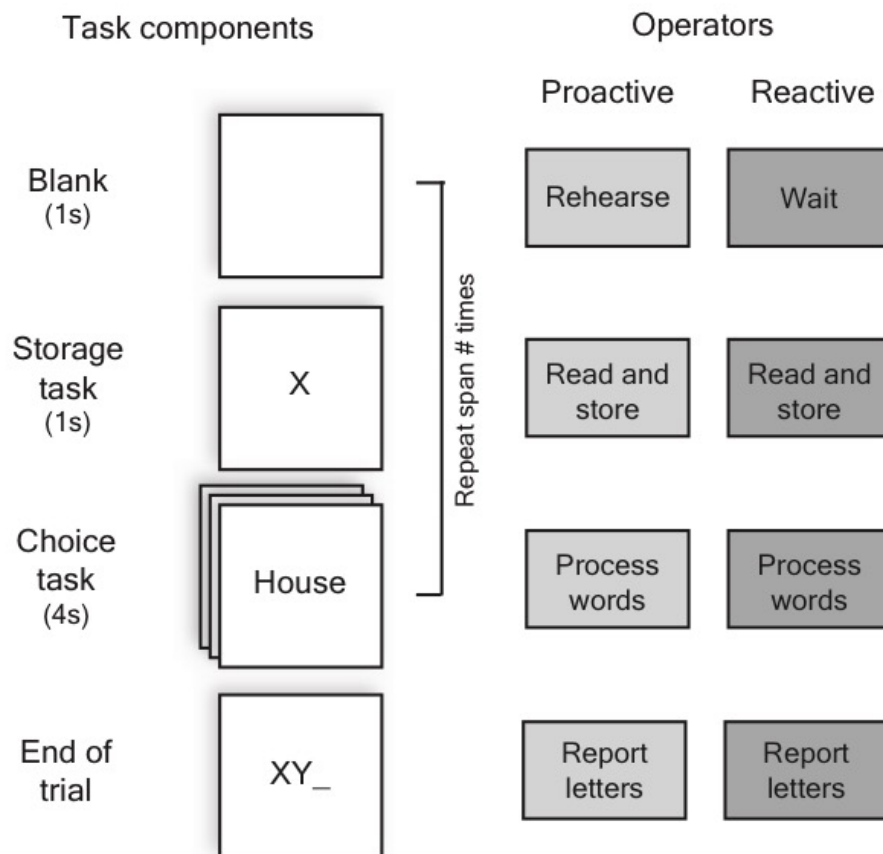 Task components
Operators
Proactive
Reactive
Blank
(1s)
Rehearse
Wait
Repeat span # times
Storage
task
(1s)
X
Read and
store
Read and
store
Choice
task
(4s)
House
Process
words
Process
words
End of
trial
XY_
Report
letters
Report
letters